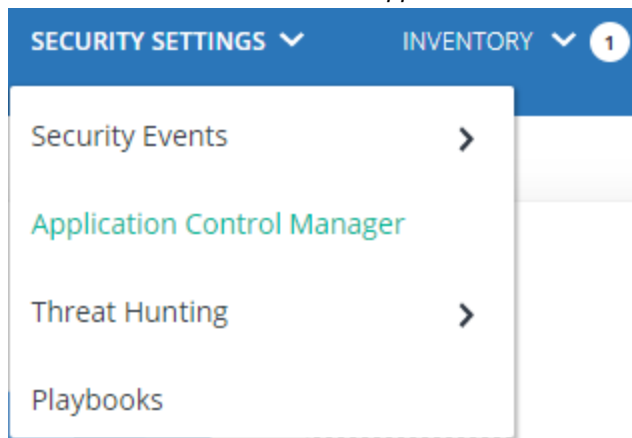 SECURITY SETTINGS INVENTORY 1
Security Events
Application Control Manager
Threat Hunting
Playbooks